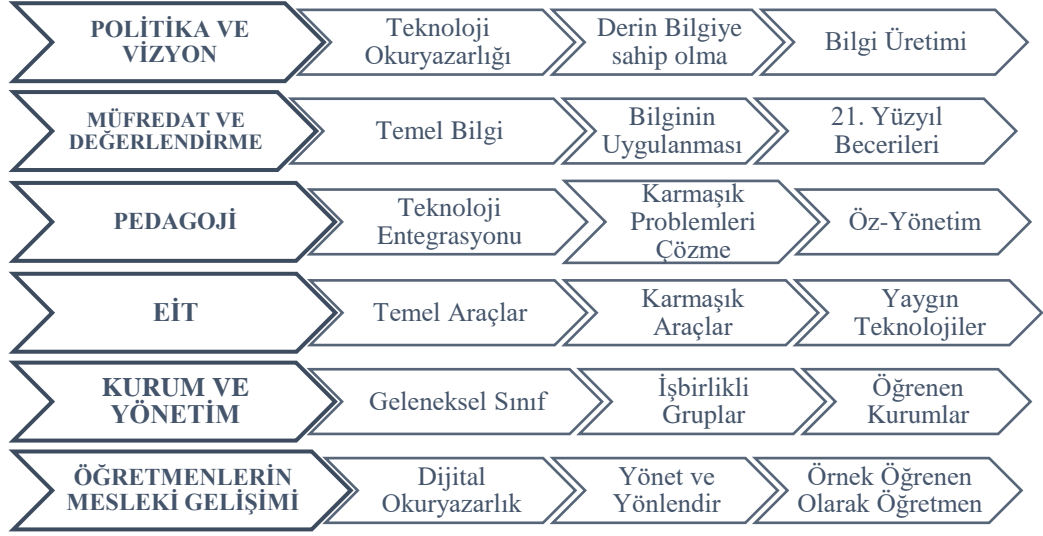 POLİTİKA VE
VİZYON
Teknoloji
Okuryazarlığı
Derin Bilgiye
sahip olma
Bilgi Üretimi
MÜFREDAT VE
DEĞERLENDİRME
Temel Bilgi
Bilginin
Uygulanması
21. Yüzyıl
Becerileri
PEDAGOJİ
Teknoloji
Entegrasyonu
Karmaşık
Problemleri
Çözme
Öz-Yönetim
EİT
Temel Araçlar
Karmaşık
Araçlar
Yaygın
Teknolojiler
KURUM VE
YÖNETİM
Geleneksel Sınıf
İşbirlikli
Gruplar
Öğrenen
Kurumlar
ÖĞRETMENLERİN
MESLEKİ GELİŞİMİ
Dijital
Okuryazarlık
Yönet ve
Yönlendir
Örnek Öğrenen
Olarak Öğretmen